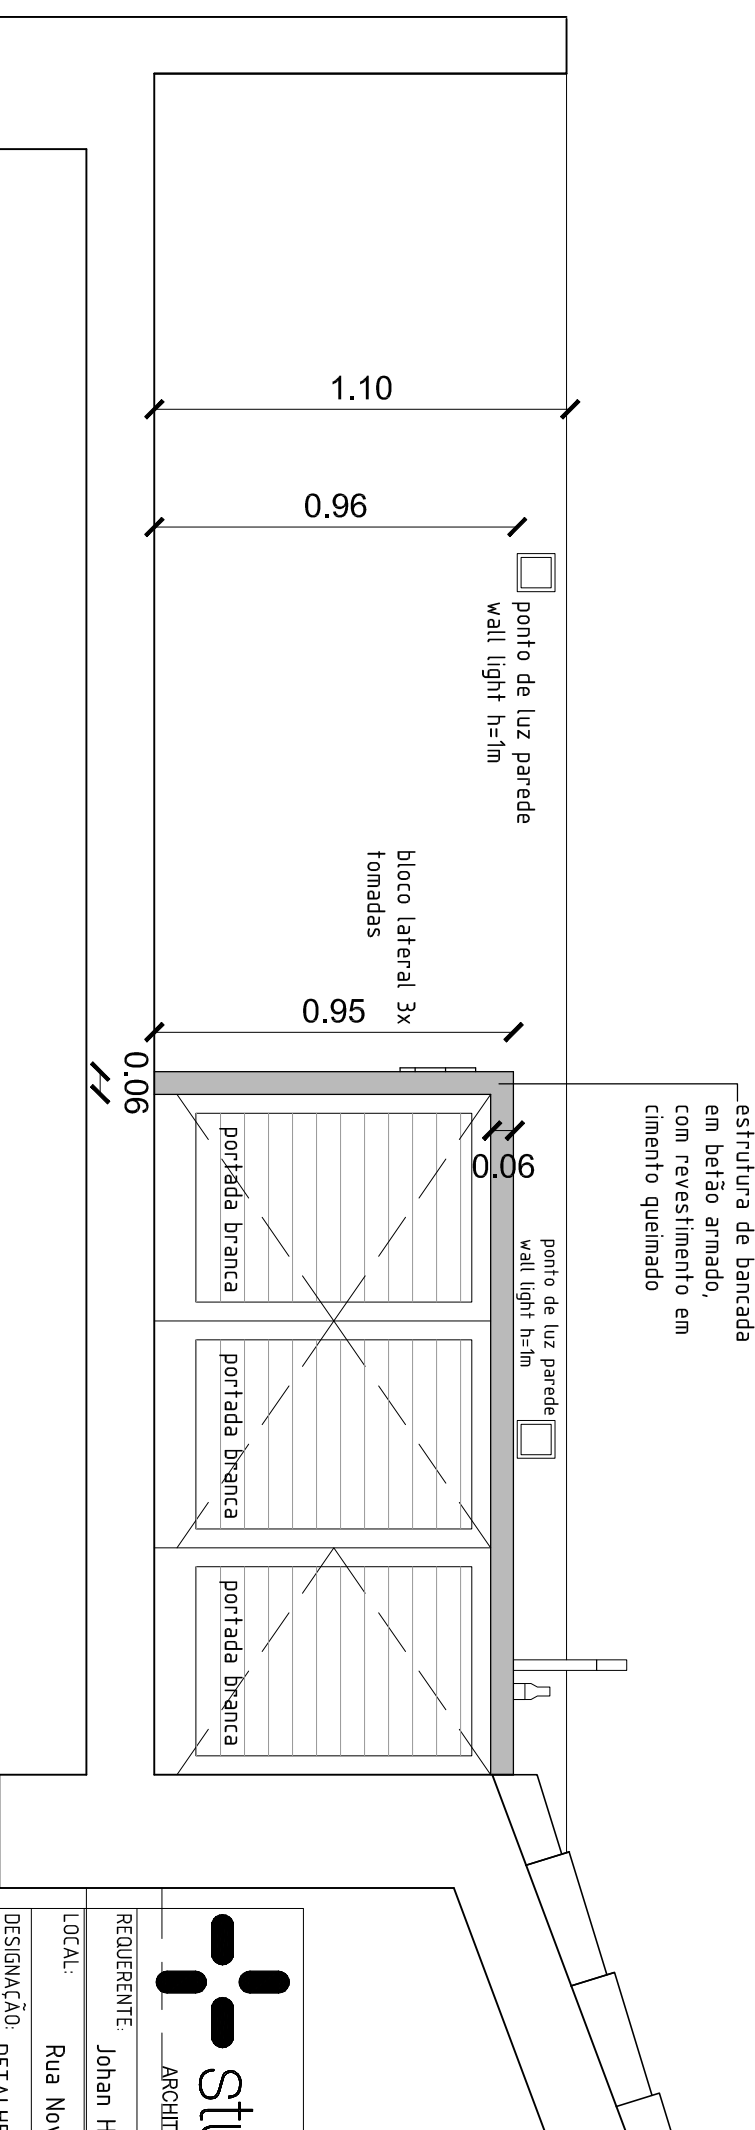 estrutura de bancada
em betão armado,
com revestimento em
cimento queimado
1.10
0.96
ponto de luz parede
wall light h=1m
bloco lateral 3x
tomadas
0.95
0.06
0.06
ponto de luz parede
wall light h=1m
portada branca
portada branca
portada branca
REQUERENTE:
Johan
LOCAL:
Rua
DESIGNAÇÃO: